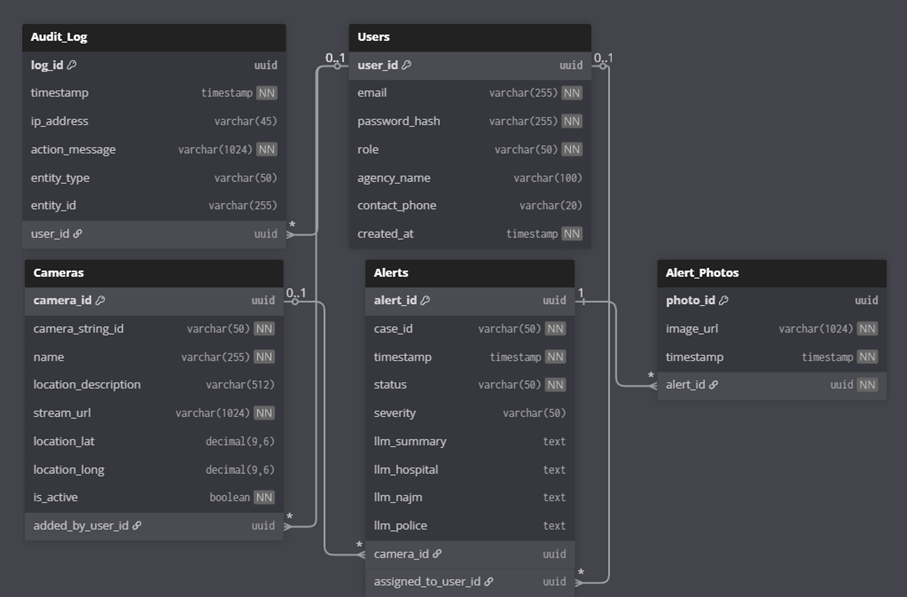 Audit_Log
log_id uuid
timestamp timestamp NN
ip_address varchar(45)
action_message varchar(1024) NN
entity_type varchar(50)
entity_id varchar(255)
user_id uuid
*
0..1
Users
user_id uuid
email varchar(255) NN
password_hash varchar(255) NN
role varchar(50) NN
agency_name varchar(100)
contact_phone varchar(20)
created_at timestamp NN
0..1
Cameras
camera_id uuid
camera_string_id varchar(50) NN
name varchar(255) NN
location_description varchar(512)
stream_url varchar(1024) NN
location_lat decimal(9,6)
location_long decimal(9,6)
is_active boolean NN
added_by_user_id uuid
*
0..1
Alerts
alert_id uuid
case_id varchar(50) NN
timestamp timestamp NN
status varchar(50) NN
severity varchar(50)
llm_summary text
llm_hospital text
llm_najm text
llm_police text
camera_id uuid
assigned_to_user_id uuid
*
*
1
Alert_Photos
photo_id uuid
image_url varchar(1024) NN
timestamp timestamp NN
alert_id uuid NN
*